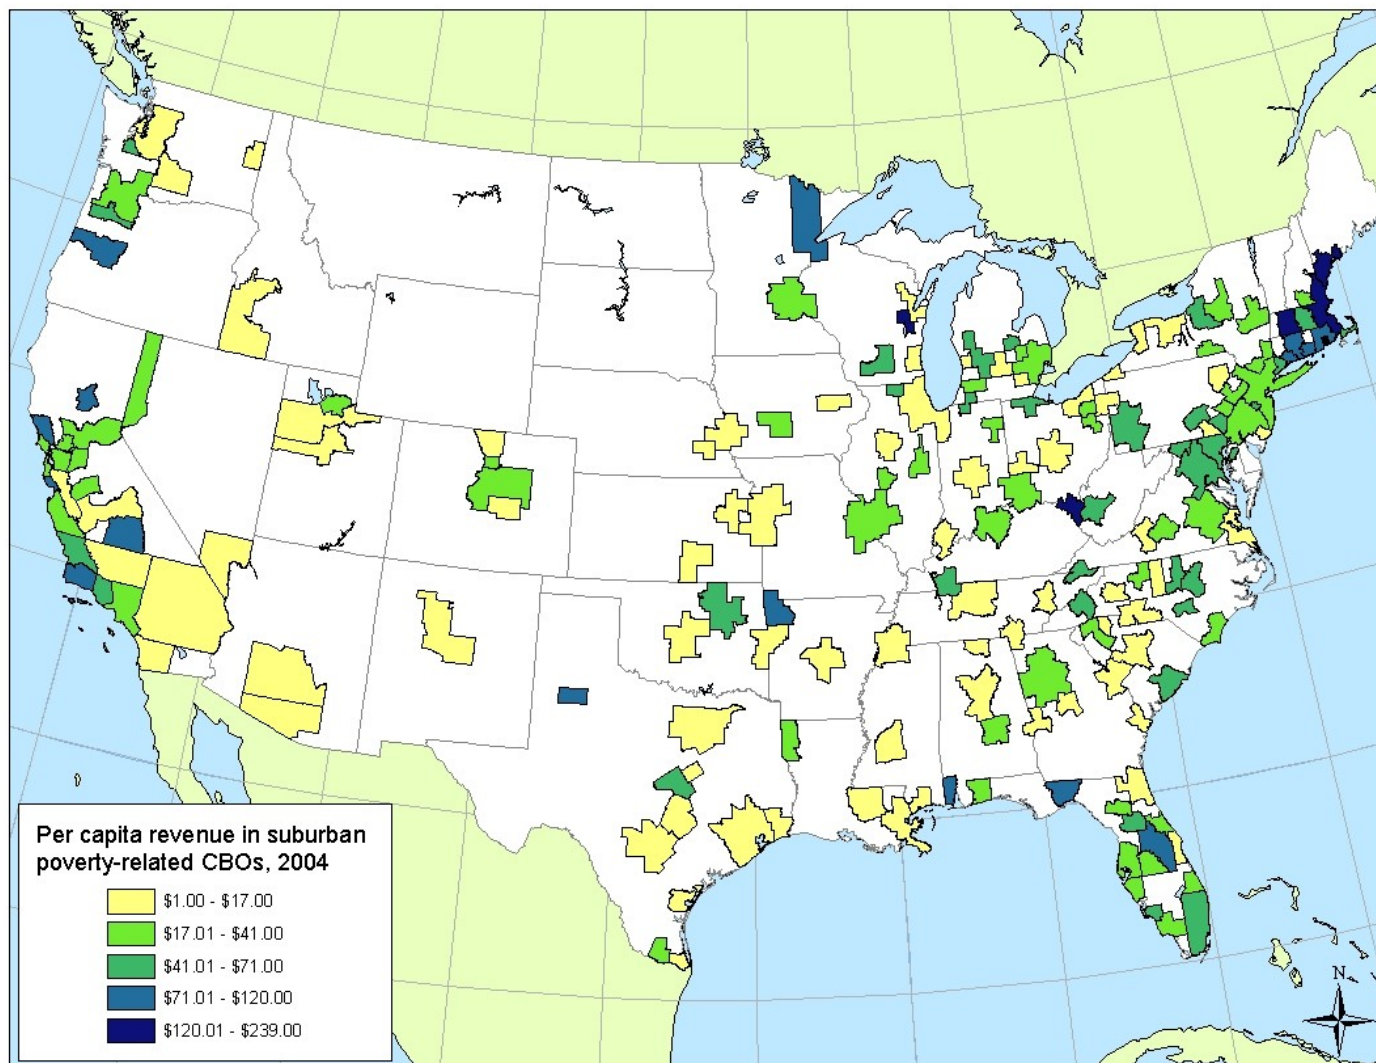 Per capita revenue in suburban
poverty-related CBOs, 2004
$1.00 - $17.00
$17.01 - $41.00
$41.01 - $71.00
$71.01 - $120.00
$120.01 - $239.00
N